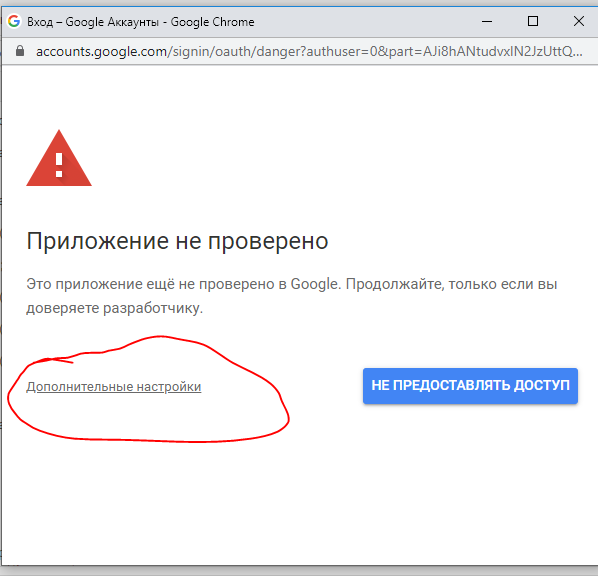 Вход – Google Аккаунты - Google Chrome
accounts.google.com/signin/oauth/danger?authuser=0&part=AJi8hANtudvxlN2JzUttQ...
Приложение не проверено
Это приложение ещё не проверено в Google. Продолжайте, только если вы
доверяете разработчику.
Дополнительные настройки
НЕ ПРЕДОСТАВЛЯТЬ ДОСТУП